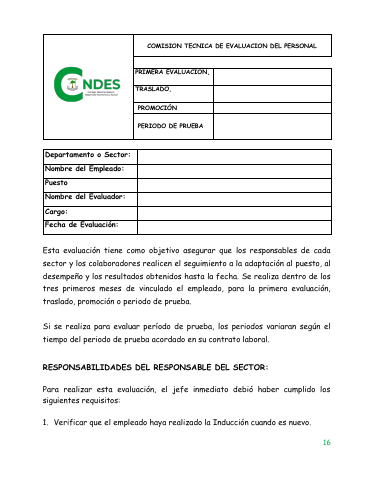 COMISION TECNICA DE EVALUACION DEL PERSONAL
CNDES
PRIMERA EVALUACION,
TRASLADO,
PROMOCIÓN
PERIODO DE PRUEBA
Departamento o Sector:
Nombre del Empleado:
Puesto
Nombre del Evaluador:
Cargo:
Fecha de Evaluación:
Esta evaluación tiene como objetivo asegurar que los responsables de cada
sector y los colaboradores realicen el seguimiento a la adaptación al puesto, al
desempeño y los resultados obtenidos hasta la fecha. Se realiza dentro de los
tres primeros meses de vinculado el empleado, para la primera evaluación,
traslado, promoción o periodo de prueba.
Si se realiza para evaluar período de prueba, los periodos variaran según el
tiempo del periodo de prueba acordado en su contrato laboral.
RESPONSABILIDADES DEL RESPONSABLE DEL SECTOR:
Para realizar esta evaluación, el jefe inmediato debió haber cumplido los
siguientes requisitos:
1. Verificar que el empleado haya realizado la Inducción cuando es nuevo.
16